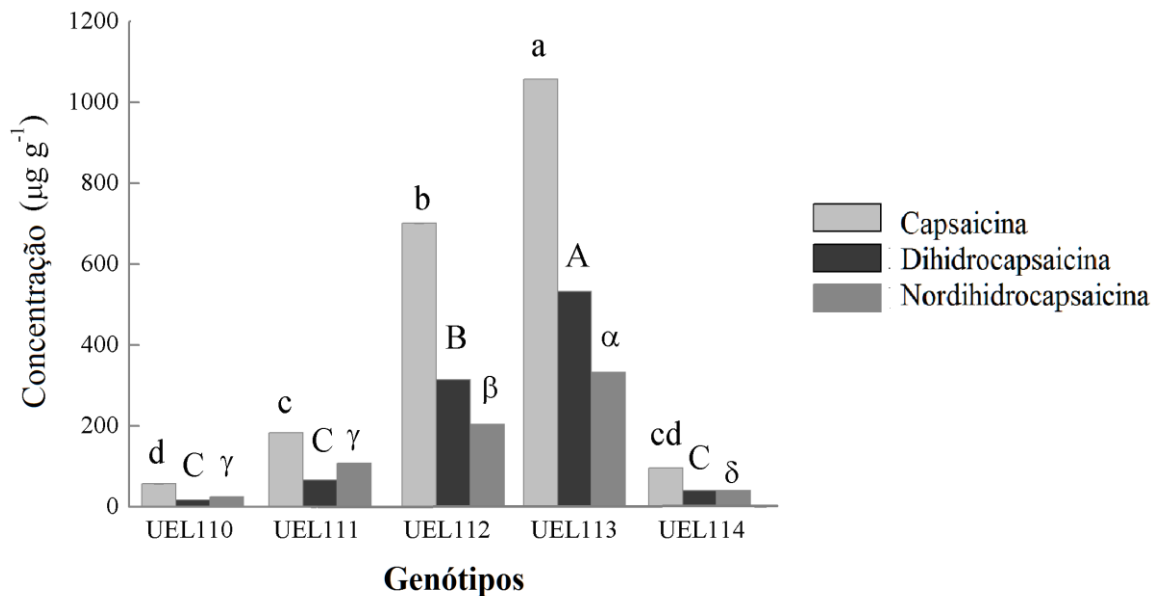 Concentração (µg g⁻¹)
1200
1000
800
600
400
200
0
d C γ
c C γ
b B β
a A α
cd C δ
UEL110 UEL111 UEL112 UEL113 UEL114
Genótipos
Capsaicina
Dihidrocapsaicina
Nordihidrocapsaicina